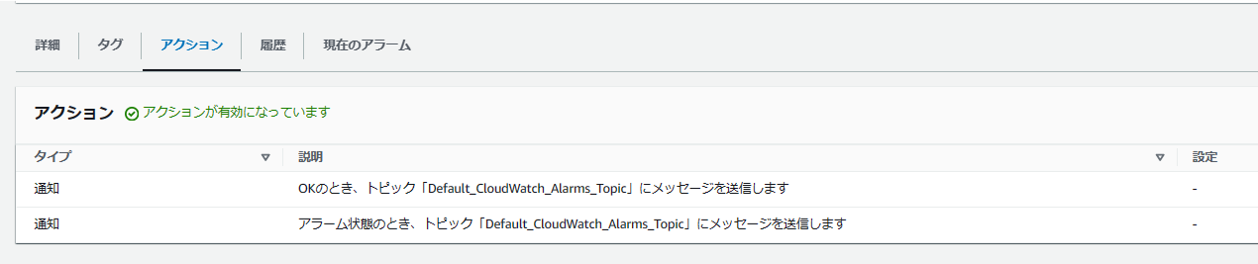 詳細 タグ アクション 履歴 現在のアラーム
アクション アクションが有効になっています
タイプ 説明 設定
通知 OKのとき、トピック「Default_CloudWatch_Alarms_Topic」にメッセージを送信します -
通知 アラーム状態のとき、トピック「Default_CloudWatch_Alarms_Topic」にメッセージを送信します -